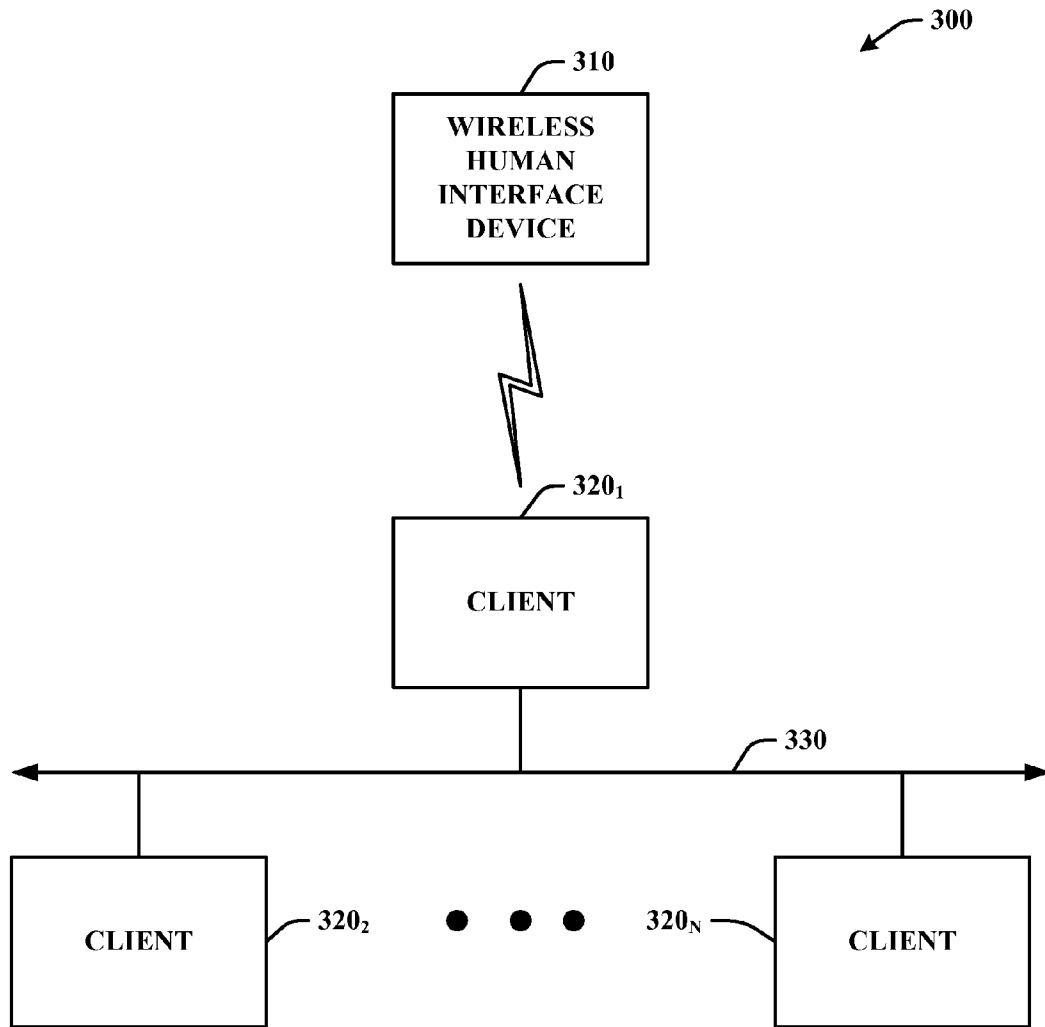 300
310
WIRELESS
HUMAN
INTERFACE
DEVICE
320₁
CLIENT
330
CLIENT
320₂
320ₙ
CLIENT